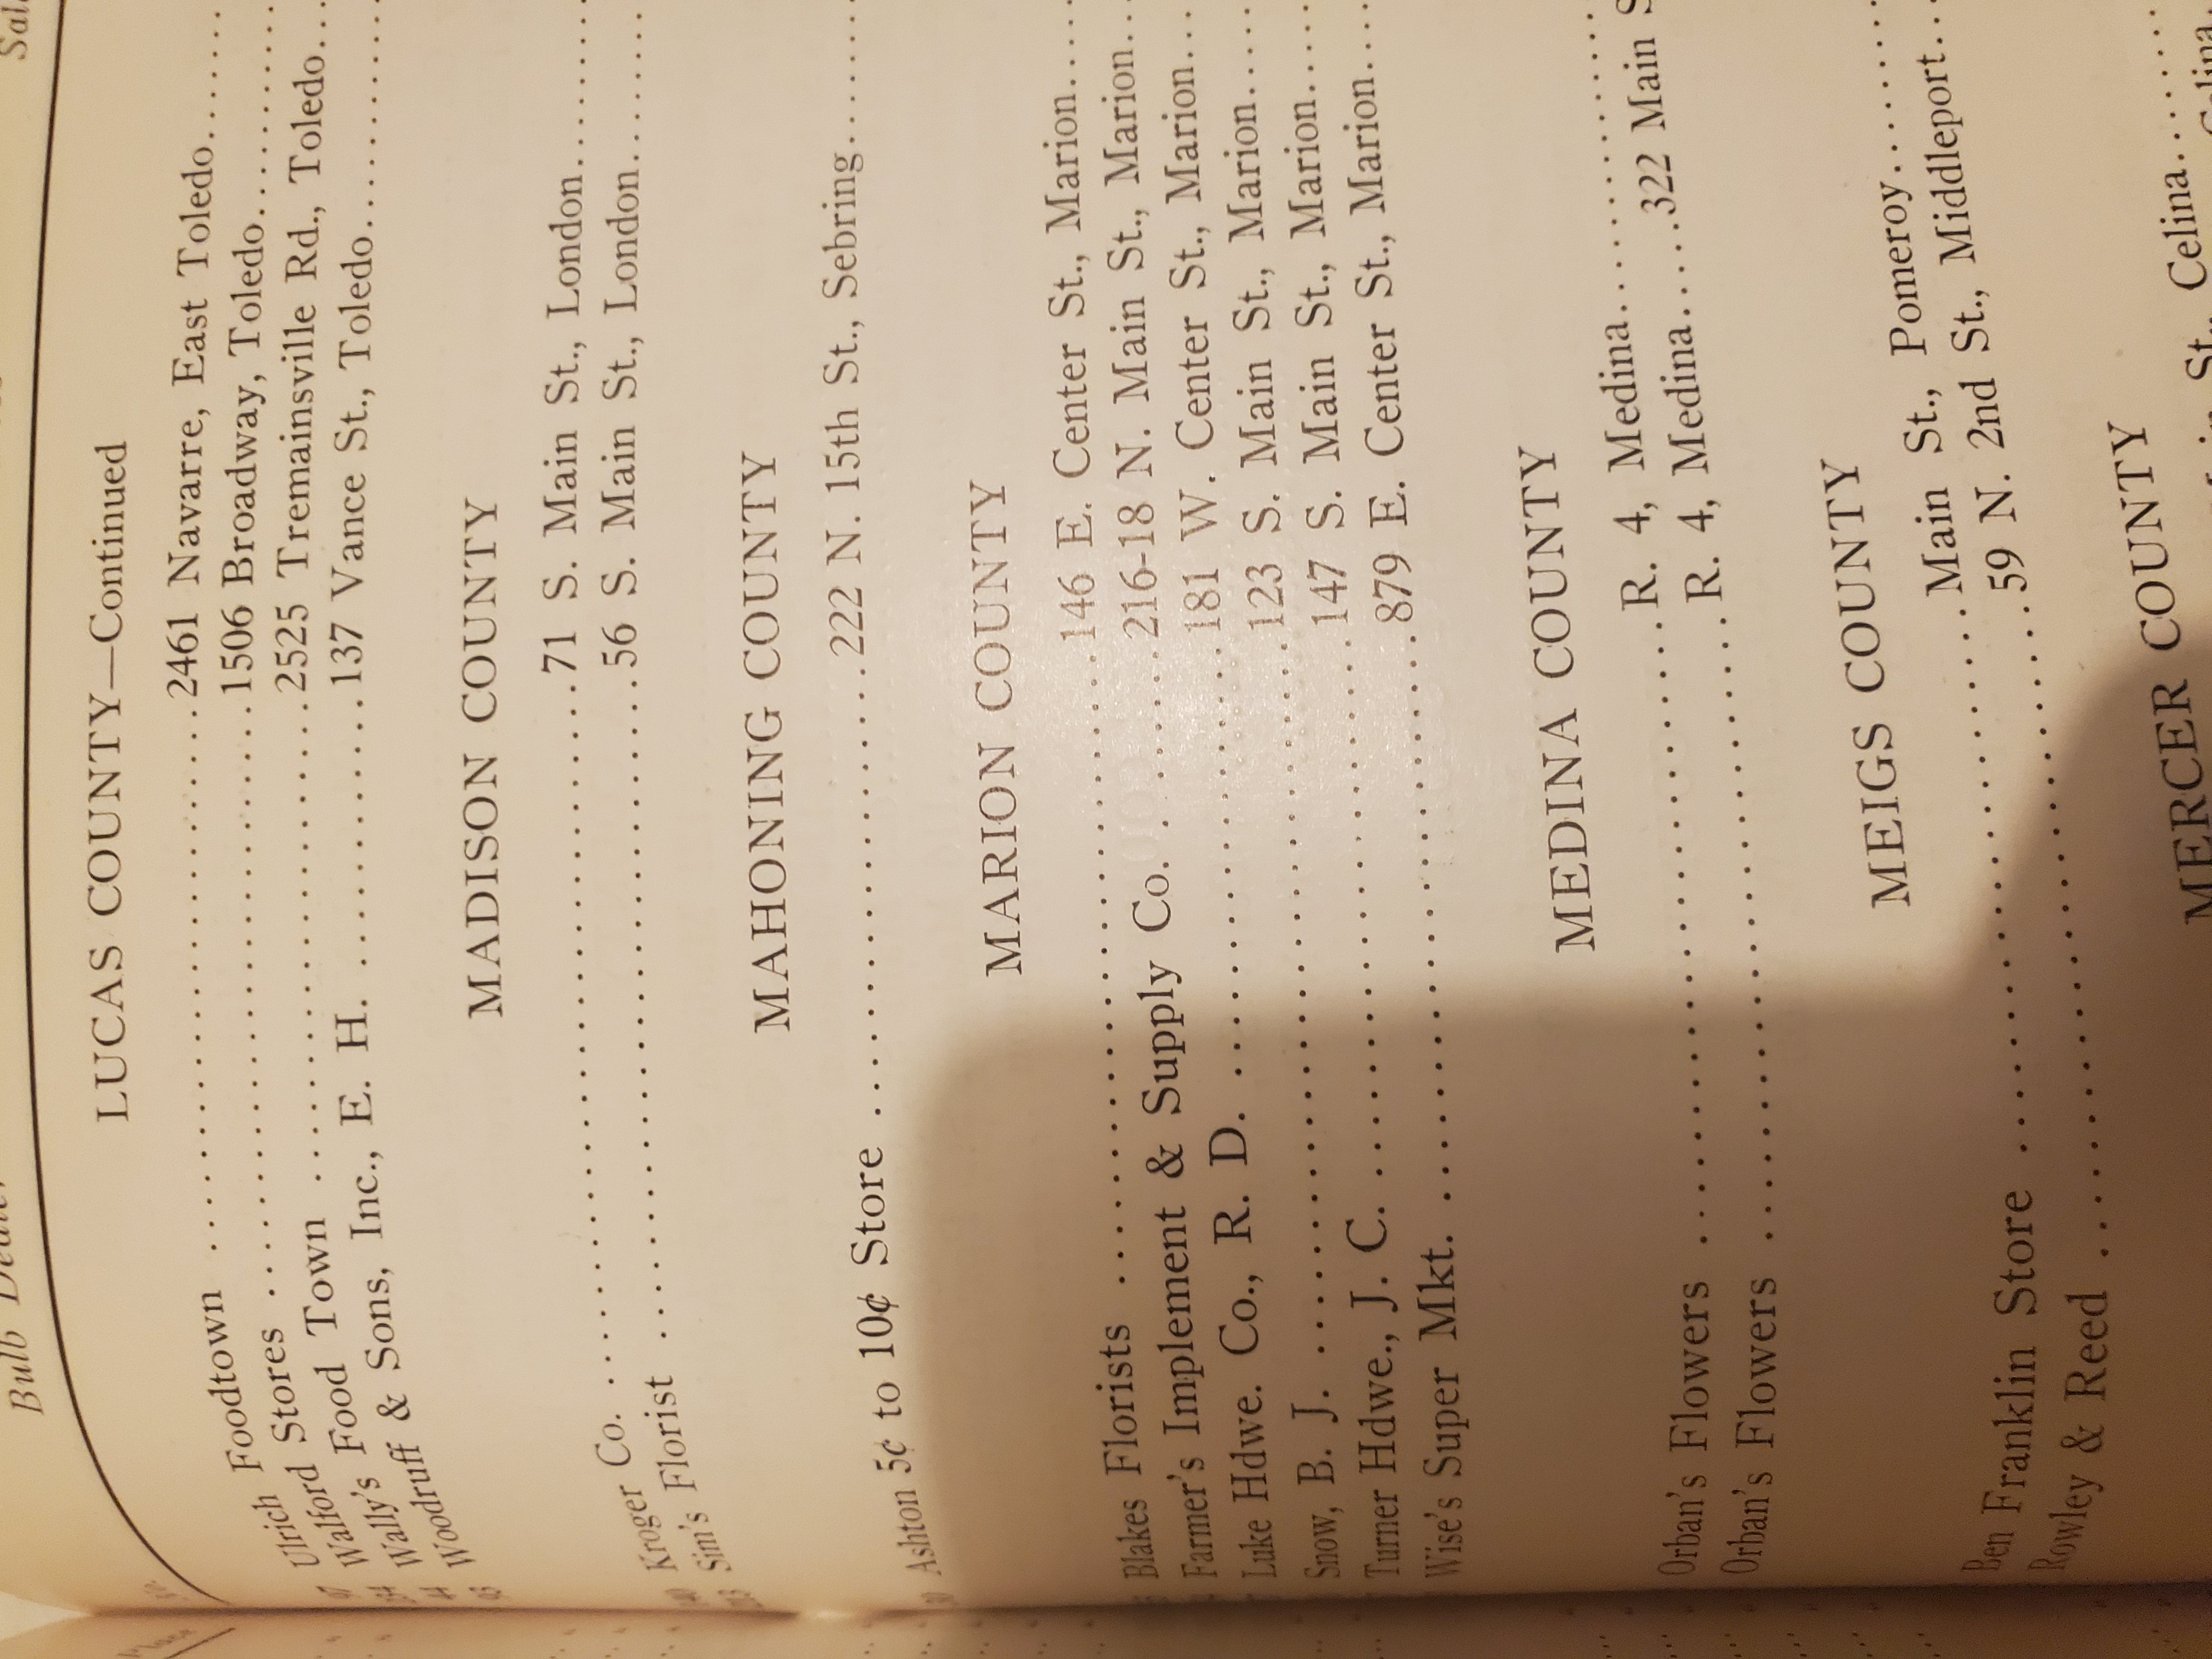 Bulb Deale
LUCAS COUNTY—Continued
Ulrich Foodtown ..........2461 Navarre, East Toledo..........
Walford Stores ..........1506 Broadway, Toledo..........
Wally's Food Town ..........2525 Tremainsville Rd., Toledo..........
Woodruff & Sons, Inc., E. H. ..........137 Vance St., Toledo..........
MADISON COUNTY
Kroger Co. ..........71 S. Main St., London..........
Sim's Florist ..........56 S. Main St., London..........
MAHONING COUNTY
Ashton 5¢ to 10¢ Store ..........222 N. 15th St., Sebring..........
MARION COUNTY
Blakes Florists ..........146 E. Center St., Marion..........
Farmer's Implement & Supply Co. ..........216-18 N. Main St., Marion..........
Luke Hdwe. Co., R. D. ..........181 W. Center St., Marion..........
Snow, B. J. ..........123 S. Main St., Marion..........
Turner Hdwe., J. C. ..........147 S. Main St., Marion..........
Wise's Super Mkt. ..........879 E. Center St., Marion..........
MEDINA COUNTY
Orban's Flowers ..........R. 4, Medina..........
Orban's Flowers ..........R. 4, Medina.....322 Main S
MEIGS COUNTY
Ben Franklin Store ..........Main St., Pomeroy..........
Rowley & Reed ..........59 N. 2nd St., Middleport..........
MERCER COUNTY
St., Celina..........
Celina